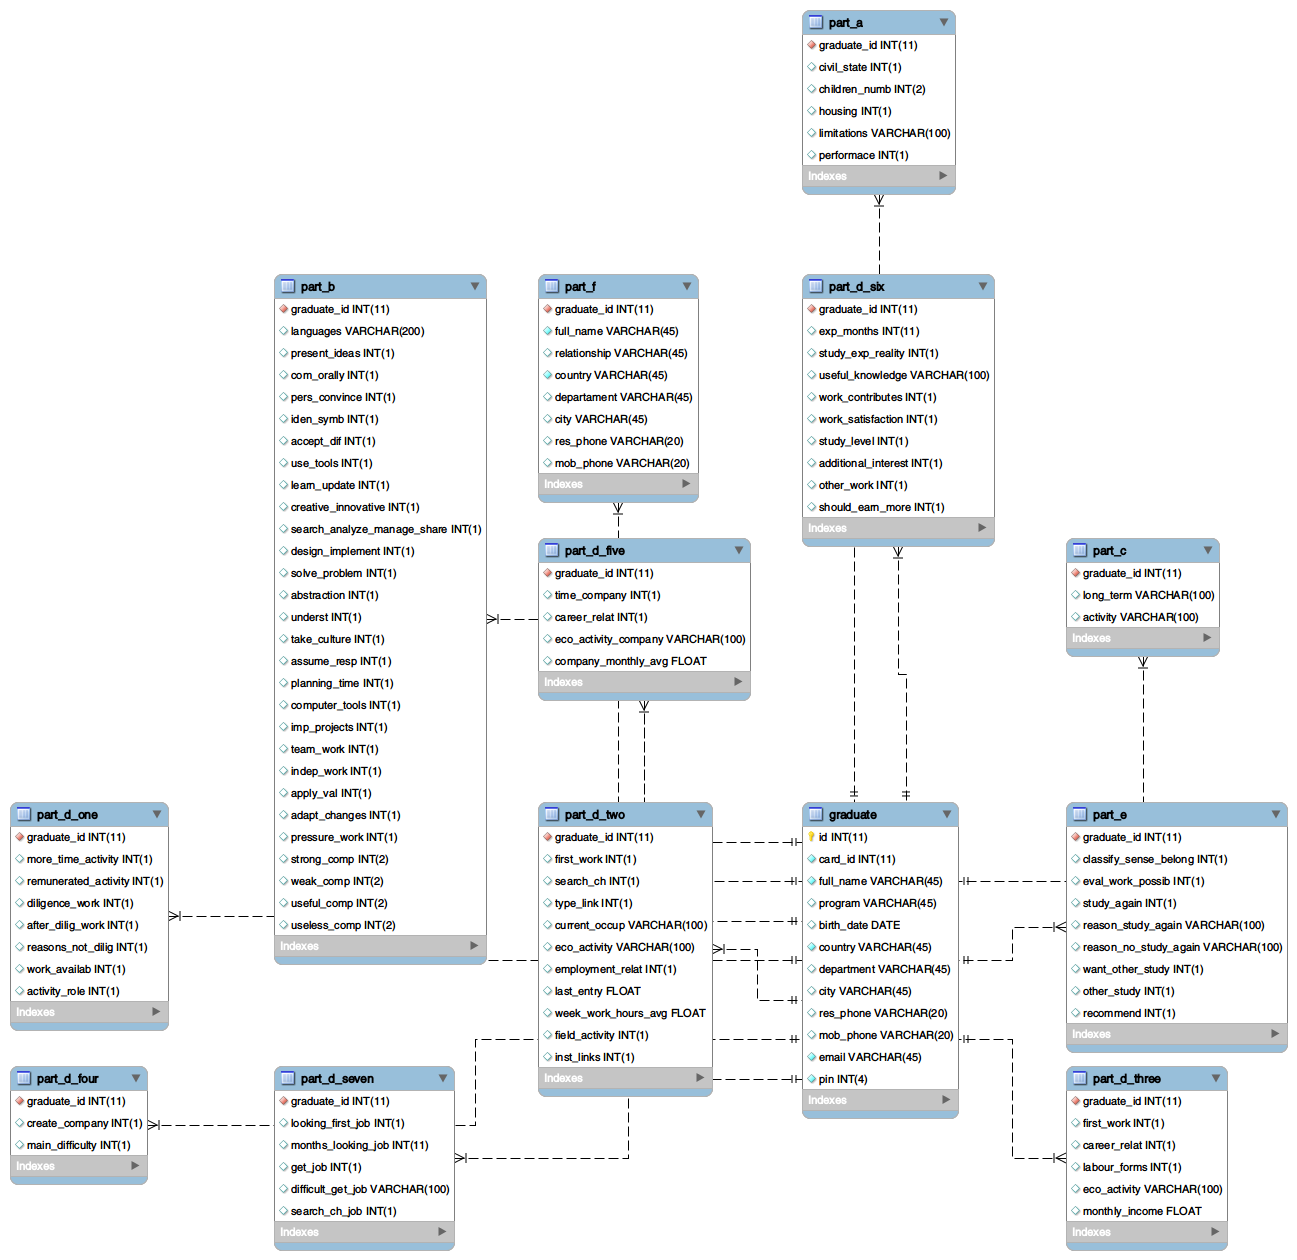 part_a
graduate_id INT(11)
civil_state INT(1)
children_numb INT(2)
housing INT(1)
limitations VARCHAR(100)
performace INT(1)
Indexes
part_b
graduate_id INT(11)
languages VARCHAR(200)
present_ideas INT(1)
com_orally INT(1)
pers_convince INT(1)
iden_symb INT(1)
accept_dif INT(1)
use_tools INT(1)
learn_update INT(1)
creative_innovative INT(1)
search_analyze_manage_share INT(1)
design_implement INT(1)
solve_problem INT(1)
abstraction INT(1)
underst INT(1)
take_culture INT(1)
assume_resp INT(1)
planning_time INT(1)
computer_tools INT(1)
imp_projects INT(1)
team_work INT(1)
indep_work INT(1)
apply_val INT(1)
adapt_changes INT(1)
pressure_work INT(1)
strong_comp INT(2)
weak_comp INT(2)
useful_comp INT(2)
useless_comp INT(2)
Indexes
part_f
graduate_id INT(11)
full_name VARCHAR(45)
relationship VARCHAR(45)
country VARCHAR(45)
departament VARCHAR(45)
city VARCHAR(45)
res_phone VARCHAR(20)
mob_phone VARCHAR(20)
Indexes
part_d_six
graduate_id INT(11)
exp_months INT(11)
study_exp_reality INT(1)
useful_knowledge VARCHAR(100)
work_contributes INT(1)
work_satisfaction INT(1)
study_level INT(1)
additional_interest INT(1)
other_work INT(1)
should_earn_more INT(1)
Indexes
part_d_five
graduate_id INT(11)
time_company INT(1)
career_relat INT(1)
eco_activity_company VARCHAR(100)
company_monthly_avg FLOAT
Indexes
part_c
graduate_id INT(11)
long_term VARCHAR(100)
activity VARCHAR(100)
Indexes
part_d_one
graduate_id INT(11)
more_time_activity INT(1)
remunerated_activity INT(1)
diligence_work INT(1)
after_dilig_work INT(1)
reasons_not_dilig INT(1)
work_availab INT(1)
activity_role INT(1)
Indexes
part_d_two
graduate_id INT(11)
first_work INT(1)
search_ch INT(1)
type_link INT(1)
current_occup VARCHAR(100)
eco_activity VARCHAR(100)
employment_relat INT(1)
last_entry FLOAT
week_work_hours_avg FLOAT
field_activity INT(1)
inst_links INT(1)
Indexes
graduate
id INT(11)
card_id INT(11)
full_name VARCHAR(45)
program VARCHAR(45)
birth_date DATE
country VARCHAR(45)
department VARCHAR(45)
city VARCHAR(45)
res_phone VARCHAR(20)
mob_phone VARCHAR(20)
email VARCHAR(45)
pin INT(4)
Indexes
part_e
graduate_id INT(11)
classify_sense_belong INT(1)
eval_work_possib INT(1)
study_again INT(1)
reason_study_again VARCHAR(100)
reason_no_study_again VARCHAR(100)
want_other_study INT(1)
other_study INT(1)
recommend INT(1)
Indexes
part_d_four
graduate_id INT(11)
create_company INT(1)
main_difficulty INT(1)
Indexes
part_d_seven
graduate_id INT(11)
looking_first_job INT(1)
months_looking_job INT(11)
get_job INT(1)
difficult_get_job VARCHAR(100)
search_ch_job INT(1)
Indexes
part_d_three
graduate_id INT(11)
first_work INT(1)
career_relat INT(1)
labour_forms INT(1)
eco_activity VARCHAR(100)
monthly_income FLOAT
Indexes